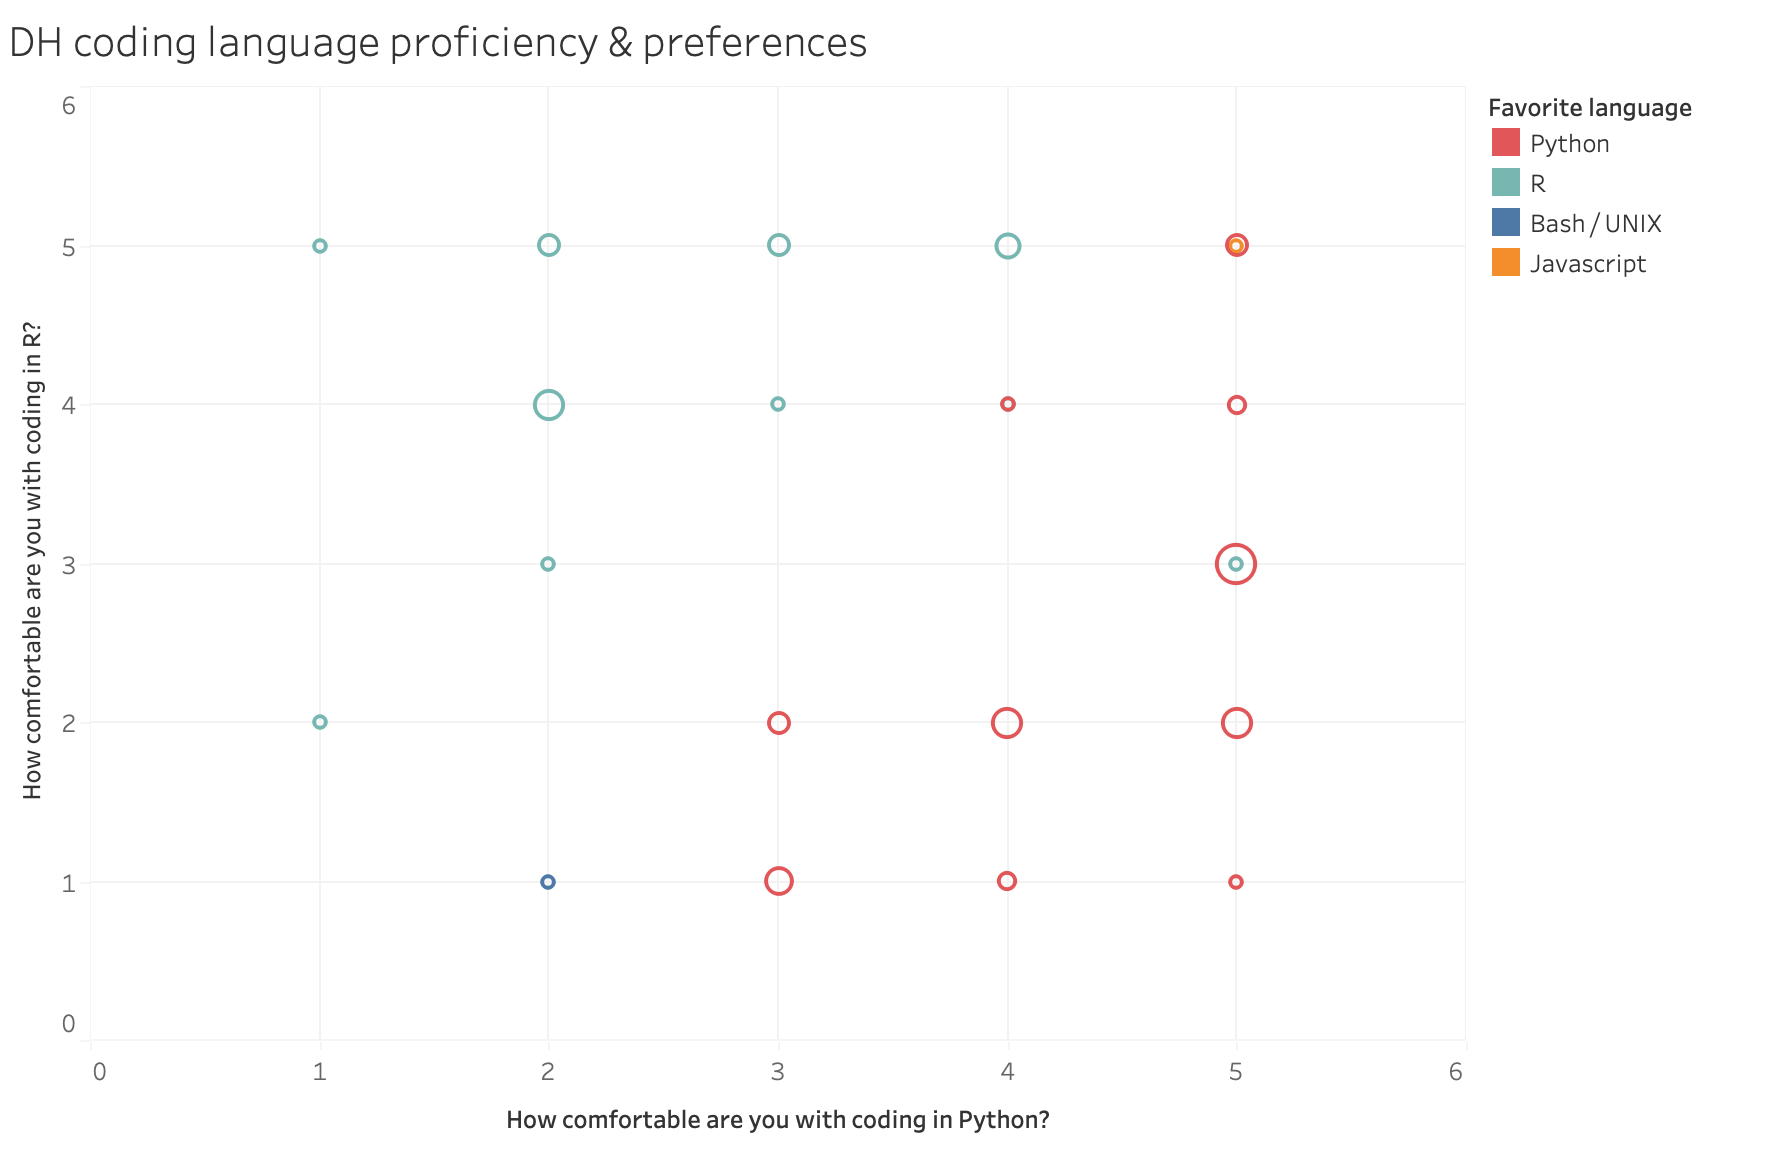 DH coding language proficiency & preferences
Favorite language
Python
R
Bash / UNIX
Javascript
How comfortable are you with coding in R?
6
5
4
3
2
1
0
0 1 2 3 4 5 6
How comfortable are you with coding in Python?